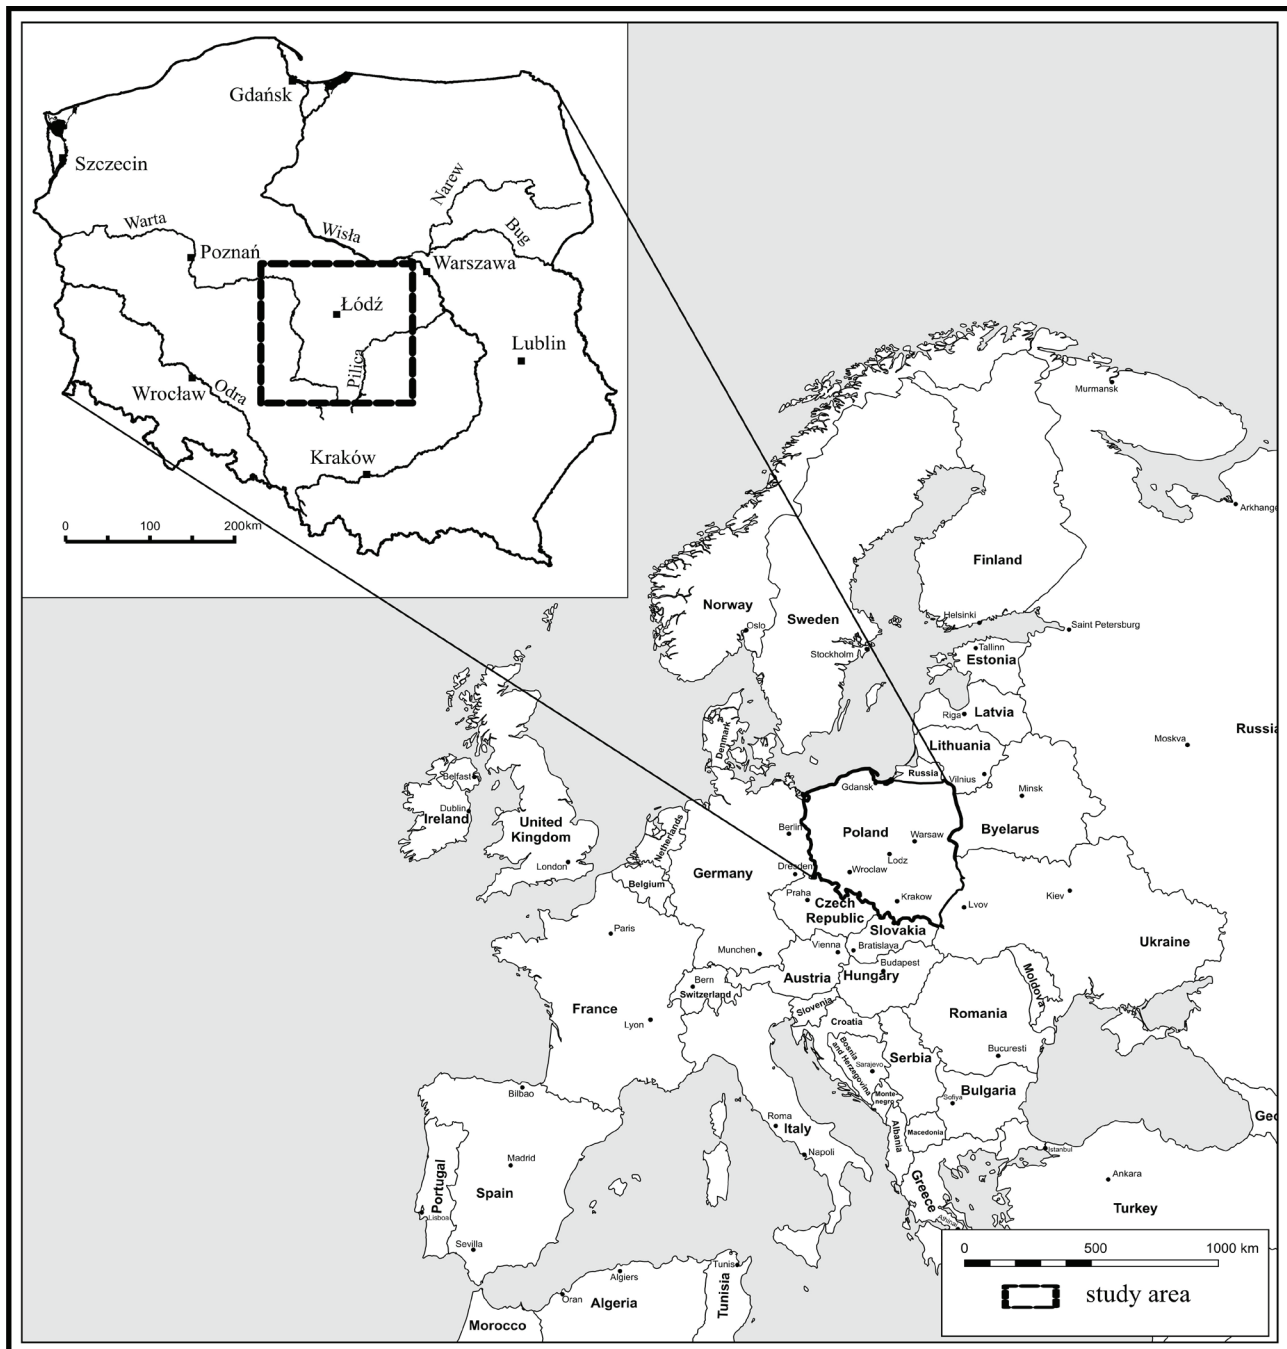 Gdańsk
Szczecin
Narew
Warta
Wisła
Bug
Poznań
Warszawa
Łódź
Lublin
Pilica
Wrocław
Odra
Kraków
0 100 200km
Murmansk
Arkhange
Finland
Norway
Sweden
Oslo
Helsinki
Saint Petersburg
Stockholm
Tallinn
Estonia
Riga
Latvia
Denmark
Lithuania
Moskva
Russia
Russia
Vilnius
Belfast
Gdansk
Minsk
Dublin
Ireland
United
Kingdom
Netherlands
Berlin
Poland
Warsaw
Byelarus
Lodz
London
Germany
Dresden
Wroclaw
Belgium
Praha
Krakow
Lvov
Kiev
Czech
Republic
Slovakia
Paris
Munchen
Vienna
Bratislava
Budapest
Ukraine
Austria
Hungary
Moldova
Bern
Switzerland
France
Slovenia
Croatia
Romania
Lyon
Bosnia
and Herzegovina
Sarajevo
Serbia
Bucuresti
Bilbao
Monte-
negro
Sofiya
Bulgaria
Roma
Italy
Albania
Macedonia
Geo
Napoli
Istanbul
Madrid
Portugal
Spain
Greece
Ankara
Turkey
Lisboa
Athinai
Sevilla
Tunis
Algiers
Oran
Algeria
Tunisia
Morocco
0 500 1000 km
study area